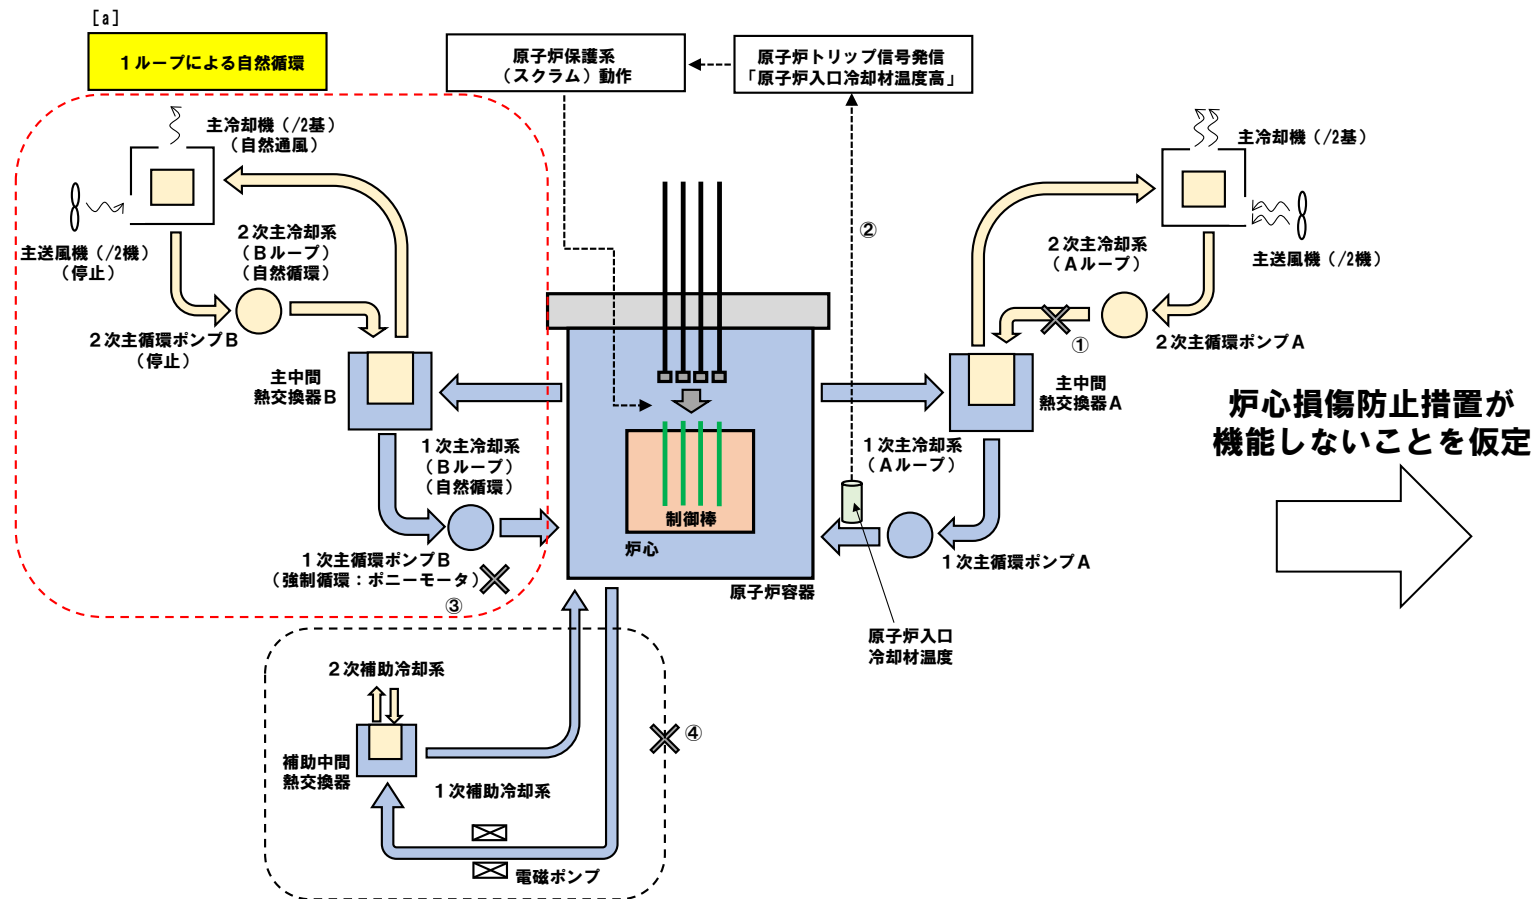 [a]
1ループによる自然循環
原子炉保護系
（スクラム）動作
原子炉トリップ信号発信
「原子炉入口冷却材温度高」
主冷却機（/2基）
（自然通風）
主送風機（/2機）
（停止）
2次主冷却系
（Bループ）
（自然循環）
2次主循環ポンプB
（停止）
主中間
熱交換器B
1次主冷却系
（Bループ）
（自然循環）
1次主循環ポンプB
（強制循環：ポニーモータ）
③
②
制御棒
炉心
原子炉容器
主冷却機（/2基）
主送風機（/2機）
2次主冷却系
（Aループ）
①
2次主循環ポンプA
主中間
熱交換器A
1次主冷却系
（Aループ）
1次主循環ポンプA
原子炉入口
冷却材温度
炉心損傷防止措置が
機能しないことを仮定
2次補助冷却系
④
補助中間
熱交換器
1次補助冷却系
電磁ポンプ